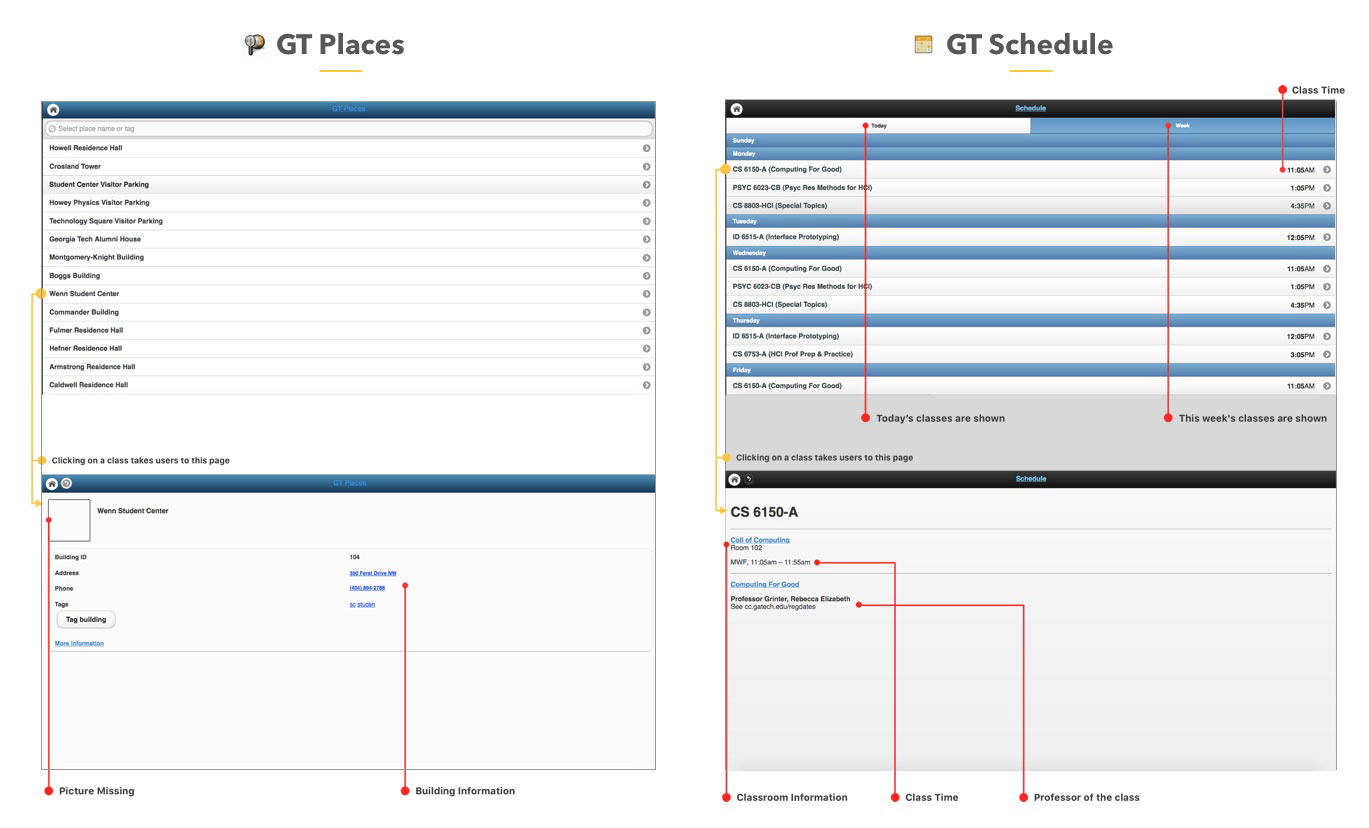 GT Places
GT Places
Select place name or tag
Howell Residence Hall
Crosland Tower
Student Center Visitor Parking
Howey Physics Visitor Parking
Technology Square Visitor Parking
Georgia Tech Alumni House
Montgomery-Knight Building
Boggs Building
Wenn Student Center
Commander Building
Fulmer Residence Hall
Hefner Residence Hall
Armstrong Residence Hall
Caldwell Residence Hall
Clicking on a class takes users to this page
GT Places
Wenn Student Center
Building ID 104
Address 350 Ferst Drive NW
Phone (404) 894-2788
Tags sc stucen
Tag building
More information
Picture Missing
Building Information
GT Schedule
Class Time
Schedule
Today Week
Sunday
Monday
CS 6150-A (Computing For Good) 11:05AM
PSYC 6023-CB (Psyc Res Methods for HCI) 1:05PM
CS 8803-HCI (Special Topics) 4:35PM
Tuesday
ID 6515-A (Interface Prototyping) 12:05PM
Wednesday
CS 6150-A (Computing For Good) 11:05AM
PSYC 6023-CB (Psyc Res Methods for HCI) 1:05PM
CS 8803-HCI (Special Topics) 4:35PM
Thursday
ID 6515-A (Interface Prototyping) 12:05PM
CS 6753-A (HCI Prof Prep & Practice) 3:05PM
Friday
CS 6150-A (Computing For Good) 11:05AM
Today's classes are shown
This week's classes are shown
Clicking on a class takes users to this page
Schedule
CS 6150-A
Coll of Computing
Room 102
MWF, 11:05am – 11:55am
Computing For Good
Professor Grinter, Rebecca Elizabeth
See cc.gatech.edu/regdates
Classroom Information
Class Time
Professor of the class